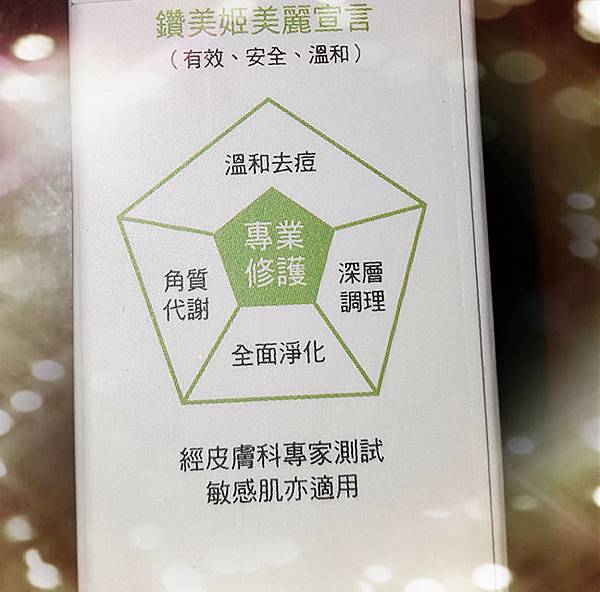 鑽美姬美麗宣言
（有效、安全、溫和）
溫和去痘
專業
修護
角質
代謝
深層
調理
全面淨化
經皮膚科專家測試
敏感肌亦適用